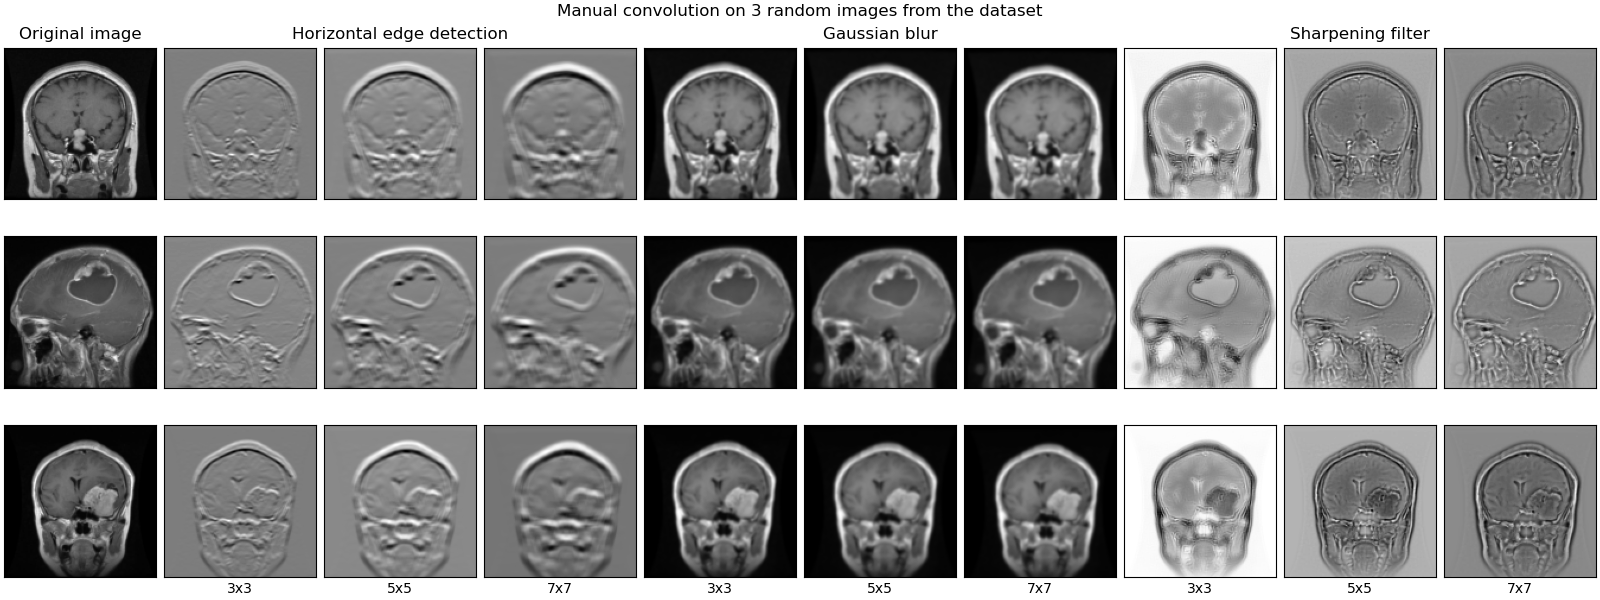 Manual convolution on 3 random images from the dataset
Original image
Horizontal edge detection
Gaussian blur
Sharpening filter
3x3
5x5
7x7
3x3
5x5
7x7
3x3
5x5
7x7